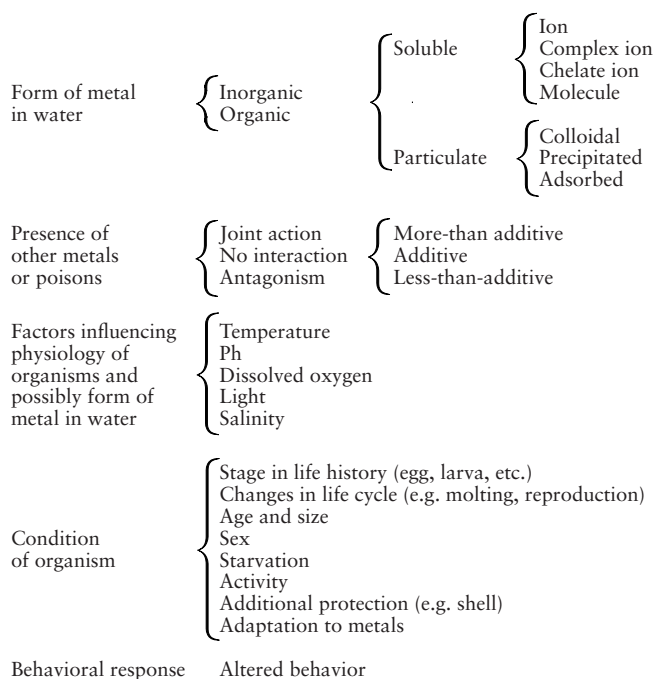 Form of metal
in water
Inorganic
Organic
Soluble
Ion
Complex ion
Chelate ion
Molecule
Particulate
Colloidal
Precipitated
Adsorbed
Presence of
other metals
or poisons
Joint action
No interaction
Antagonism
More-than additive
Additive
Less-than-additive
Factors influencing
physiology of
organisms and
possibly form of
metal in water
Temperature
Ph
Dissolved oxygen
Light
Salinity
Condition
of organism
Stage in life history (egg, larva, etc.)
Changes in life cycle (e.g. molting, reproduction)
Age and size
Sex
Starvation
Activity
Additional protection (e.g. shell)
Adaptation to metals
Behavioral response
Altered behavior